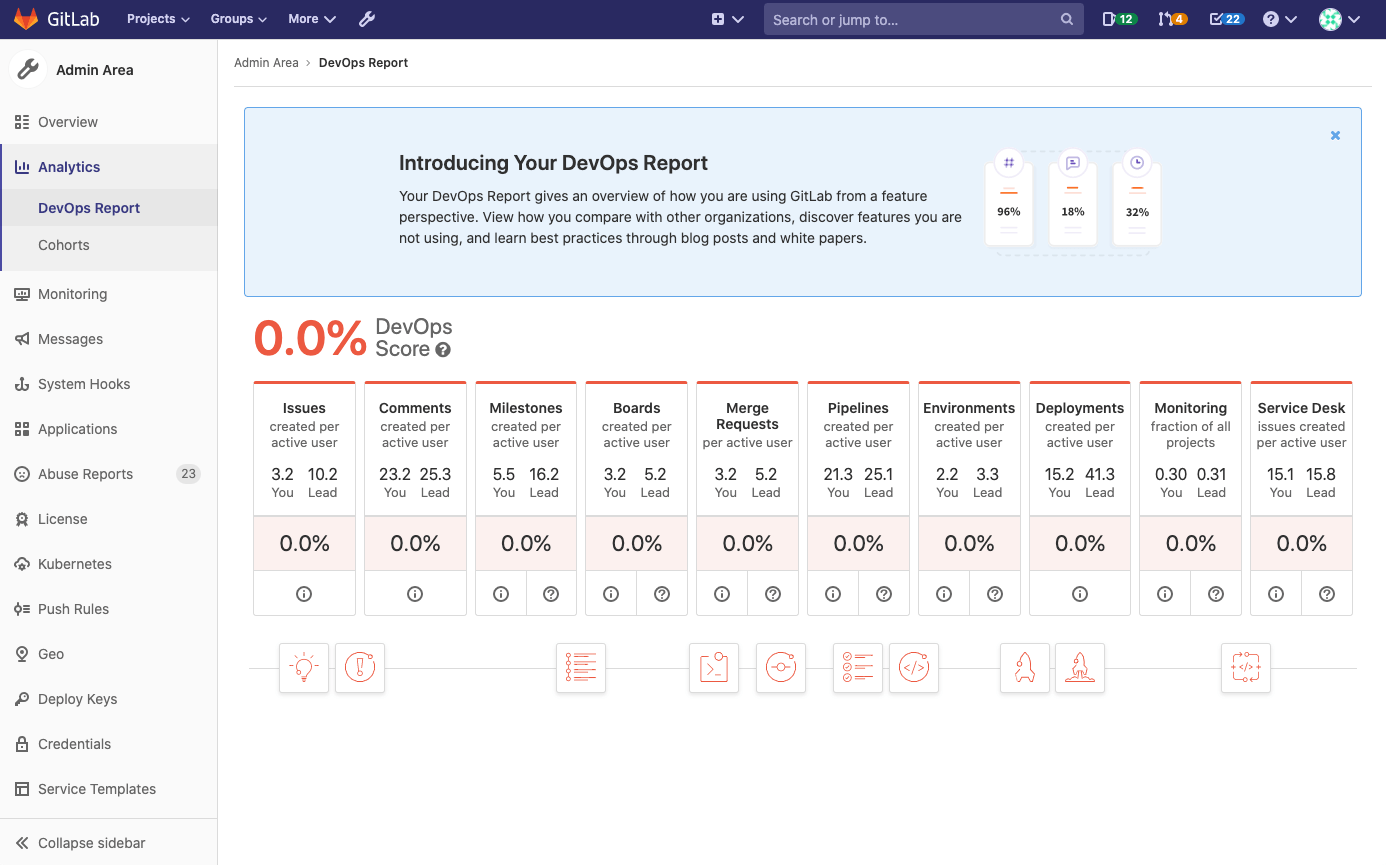 GitLab Projects Groups More Search or jump to... 12 4 22
Admin Area
Overview
Analytics
DevOps Report
Cohorts
Monitoring
Messages
System Hooks
Applications
Abuse Reports 23
License
Kubernetes
Push Rules
Geo
Deploy Keys
Credentials
Service Templates
Collapse sidebar
Admin Area › DevOps Report
Introducing Your DevOps Report
Your DevOps Report gives an overview of how you are using GitLab from a feature
perspective. View how you compare with other organizations, discover features you are
not using, and learn best practices through blog posts and white papers.
96% 18% 32%
0.0% DevOps
Score
Issues
created per
active user
3.2 10.2
You Lead
0.0%
Comments
created per
active user
23.2 25.3
You Lead
0.0%
Milestones
created per
active user
5.5 16.2
You Lead
0.0%
Boards
created per
active user
3.2 5.2
You Lead
0.0%
Merge
Requests
per active user
3.2 5.2
You Lead
0.0%
Pipelines
created per
active user
21.3 25.1
You Lead
0.0%
Environments
created per
active user
2.2 3.3
You Lead
0.0%
Deployments
created per
active user
15.2 41.3
You Lead
0.0%
Monitoring
fraction of all
projects
0.30 0.31
You Lead
0.0%
Service Desk
issues created
per active user
15.1 15.8
You Lead
0.0%